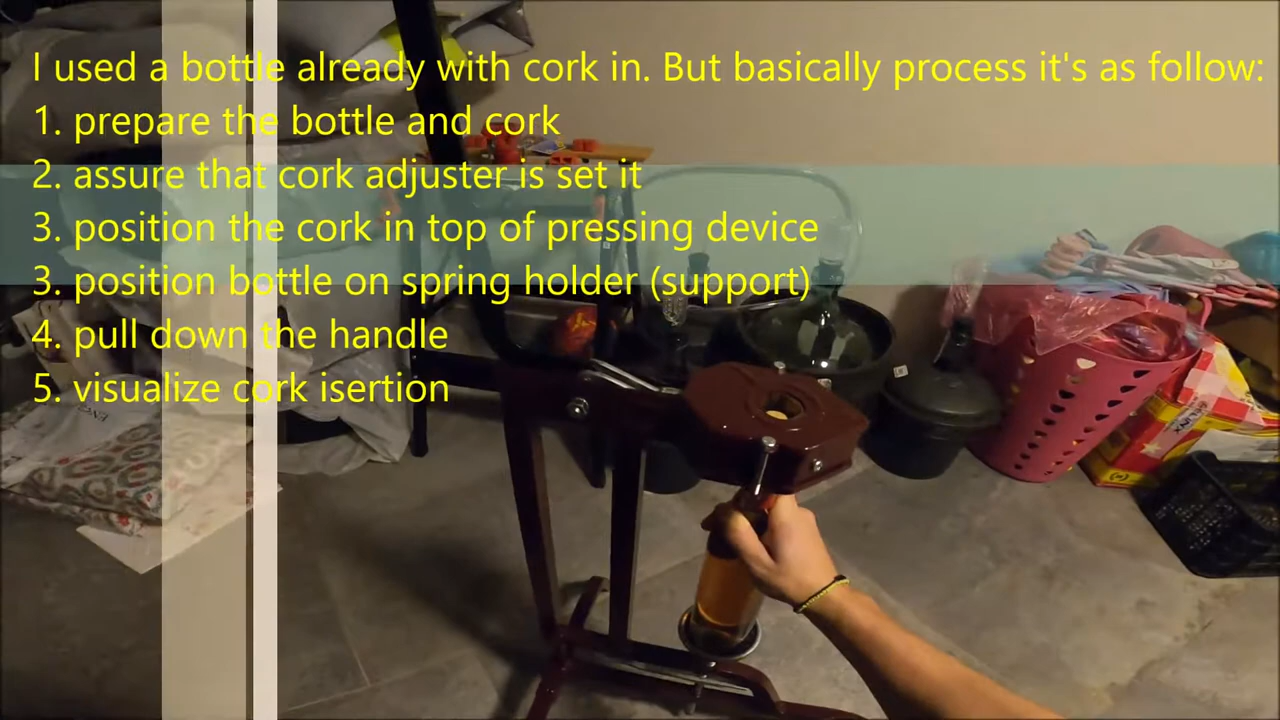 I used a bottle already with cork in. But basically process it's as follow:
1. prepare the bottle and cork
2. assure that cork adjuster is set it
3. position the cork in top of pressing device
3. position bottle on spring holder (support)
4. pull down the handle
5. visualize cork isertion